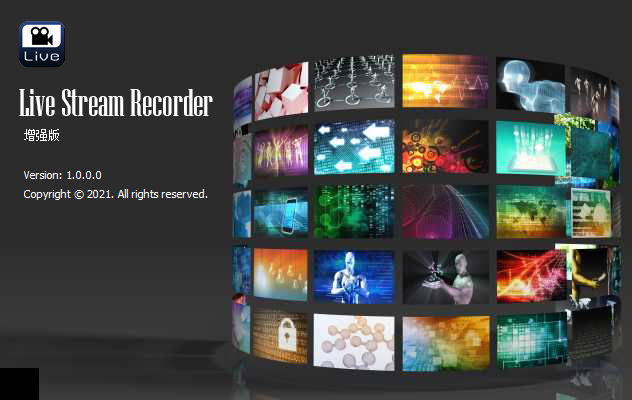 Live
Live Stream Recorder
增强版
Version: 1.0.0.0
Copyright © 2021. All rights reserved.